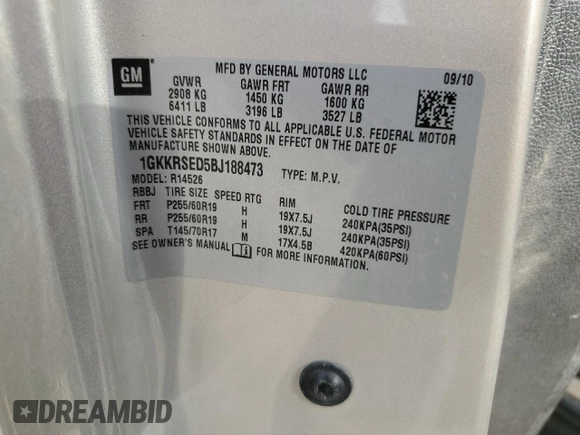 GM
MFD BY GENERAL MOTORS LLC 09/10
GVWR GAWR FRT GAWR RR
2908 KG 1450 KG 1600 KG
6411 LB 3196 LB 3527 LB
THIS VEHICLE CONFORMS TO ALL APPLICABLE U.S. FEDERAL MOTOR
VEHICLE SAFETY STANDARDS IN EFFECT ON THE DATE OF
MANUFACTURE SHOWN ABOVE.
1GKKRSED5BJ188473 TYPE: M.P.V.
MODEL: R14526
RBBJ TIRE SIZE SPEED RTG RIM COLD TIRE PRESSURE
FRT P255/60R19 H 19X7.5J 240KPA(35PSI)
RR P255/60R19 H 19X7.5J 240KPA(35PSI)
SPA T145/70R17 M 17X4.5B 420KPA(60PSI)
SEE OWNER'S MANUAL FOR MORE INFORMATION.
DREAMBID